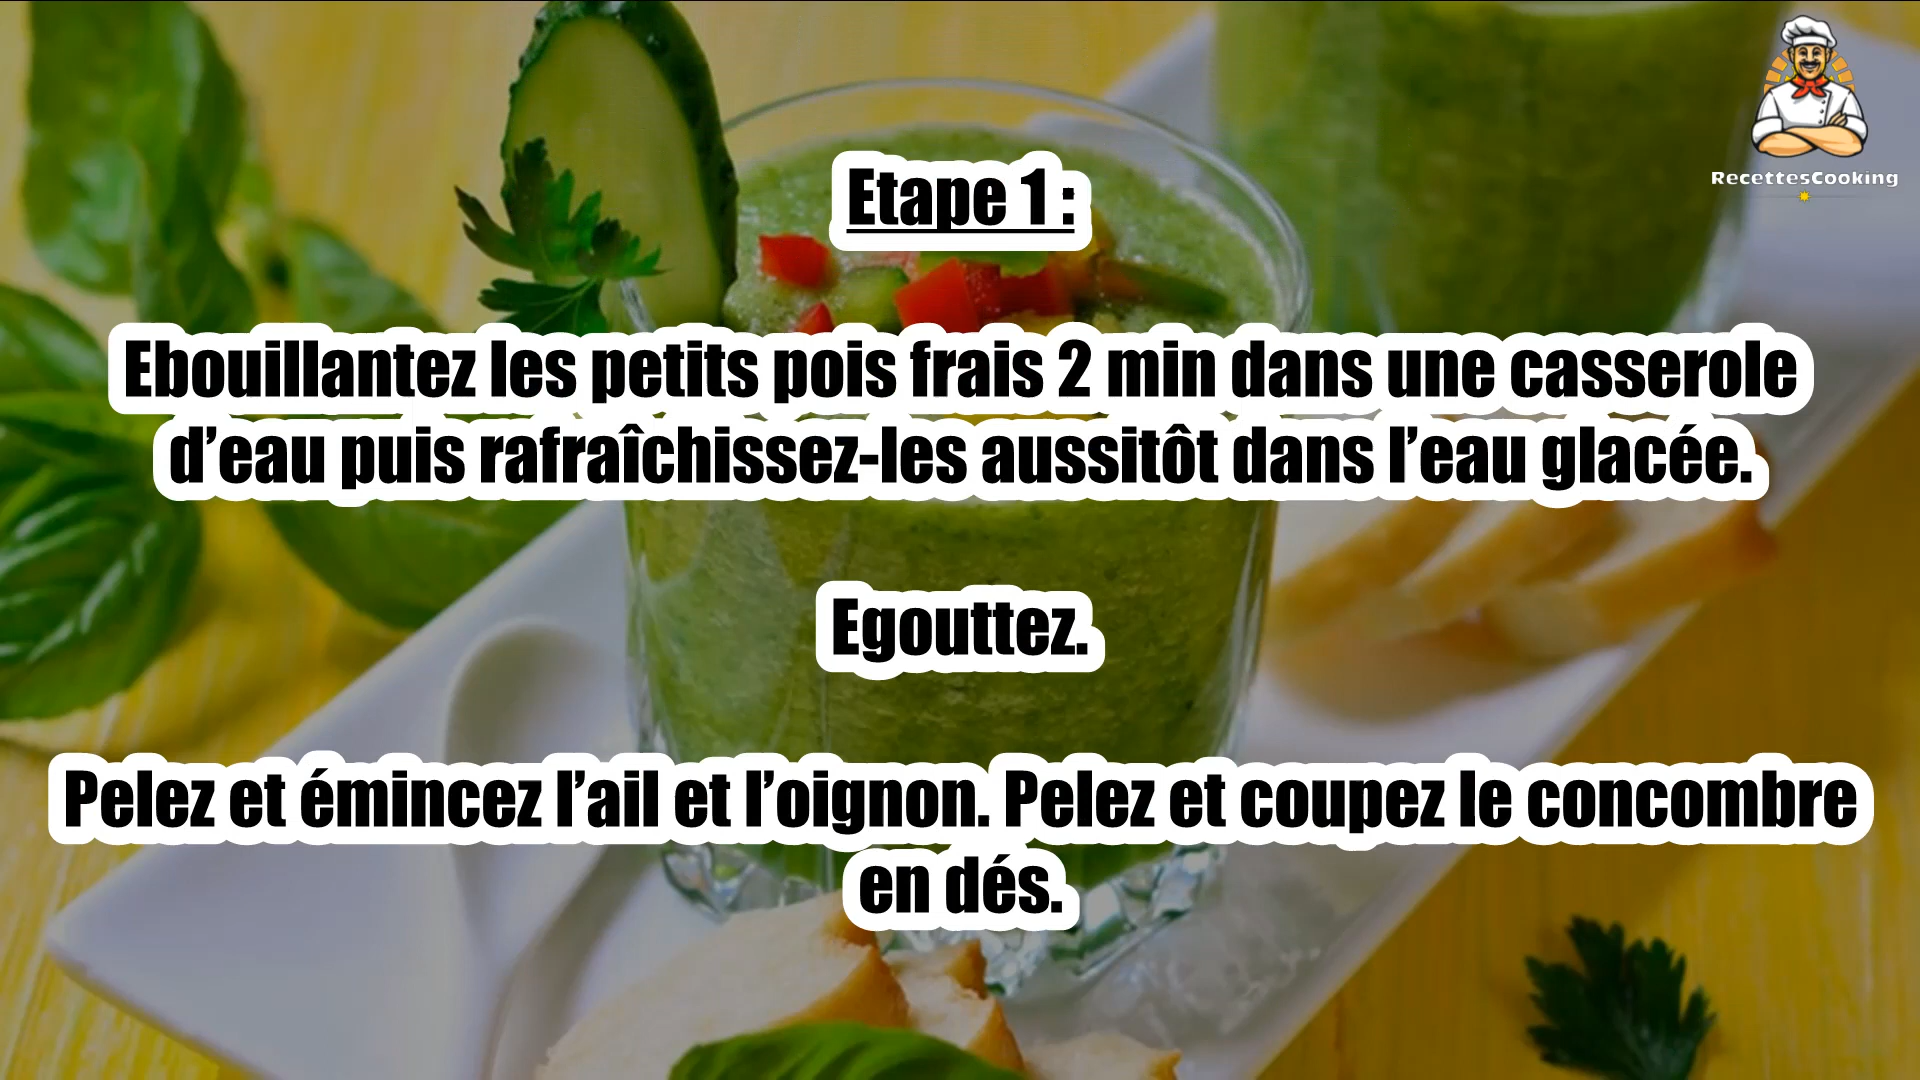 RecettesCooking
Etape 1 :
Ebouillantez les petits pois frais 2 min dans une casserole
d’eau puis rafraîchissez-les aussitôt dans l’eau glacée.
Egouttez.
Pelez et émincez l’ail et l’oignon. Pelez et coupez le concombre
en dés.